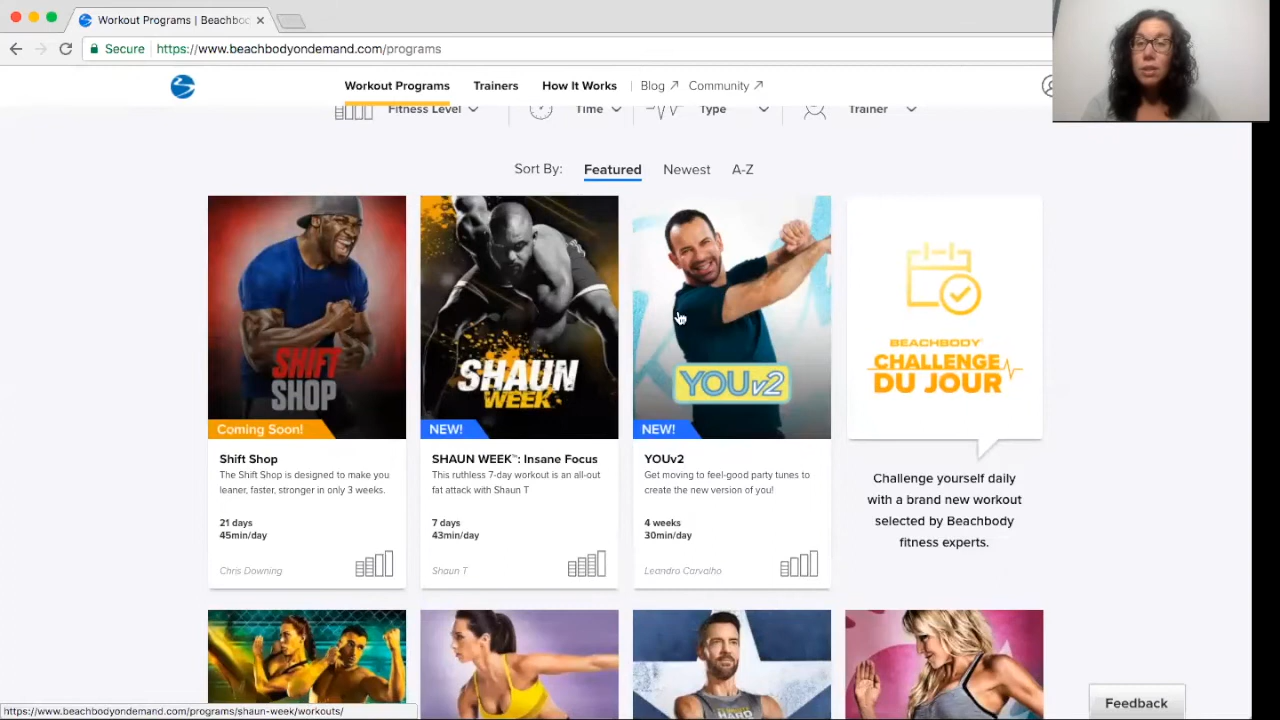 Workout Programs | Beachbo
Secure https://www.beachbodyondemand.com/programs
Workout Programs Trainers How It Works Blog Community
Fitness Level Time Type Trainer
Sort By: Featured Newest A-Z
SHIFT
SHOP
Coming Soon!
Shift Shop
The Shift Shop is designed to make you
leaner, faster, stronger in only 3 weeks.
21 days
45min/day
Chris Downing
SHAUN
WEEK
NEW!
SHAUN WEEK™: Insane Focus
This ruthless 7-day workout is an all-out
fat attack with Shaun T
7 days
43min/day
Shaun T
YOUv2
NEW!
YOUv2
Get moving to feel-good party tunes to
create the new version of you!
4 weeks
30min/day
Leandro Carvalho
BEACHBODY
CHALLENGE
DU JOUR
Challenge yourself daily
with a brand new workout
selected by Beachbody
fitness experts.
HARD
https://www.beachbodyondemand.com/programs/shaun-week/workouts/
Feedback